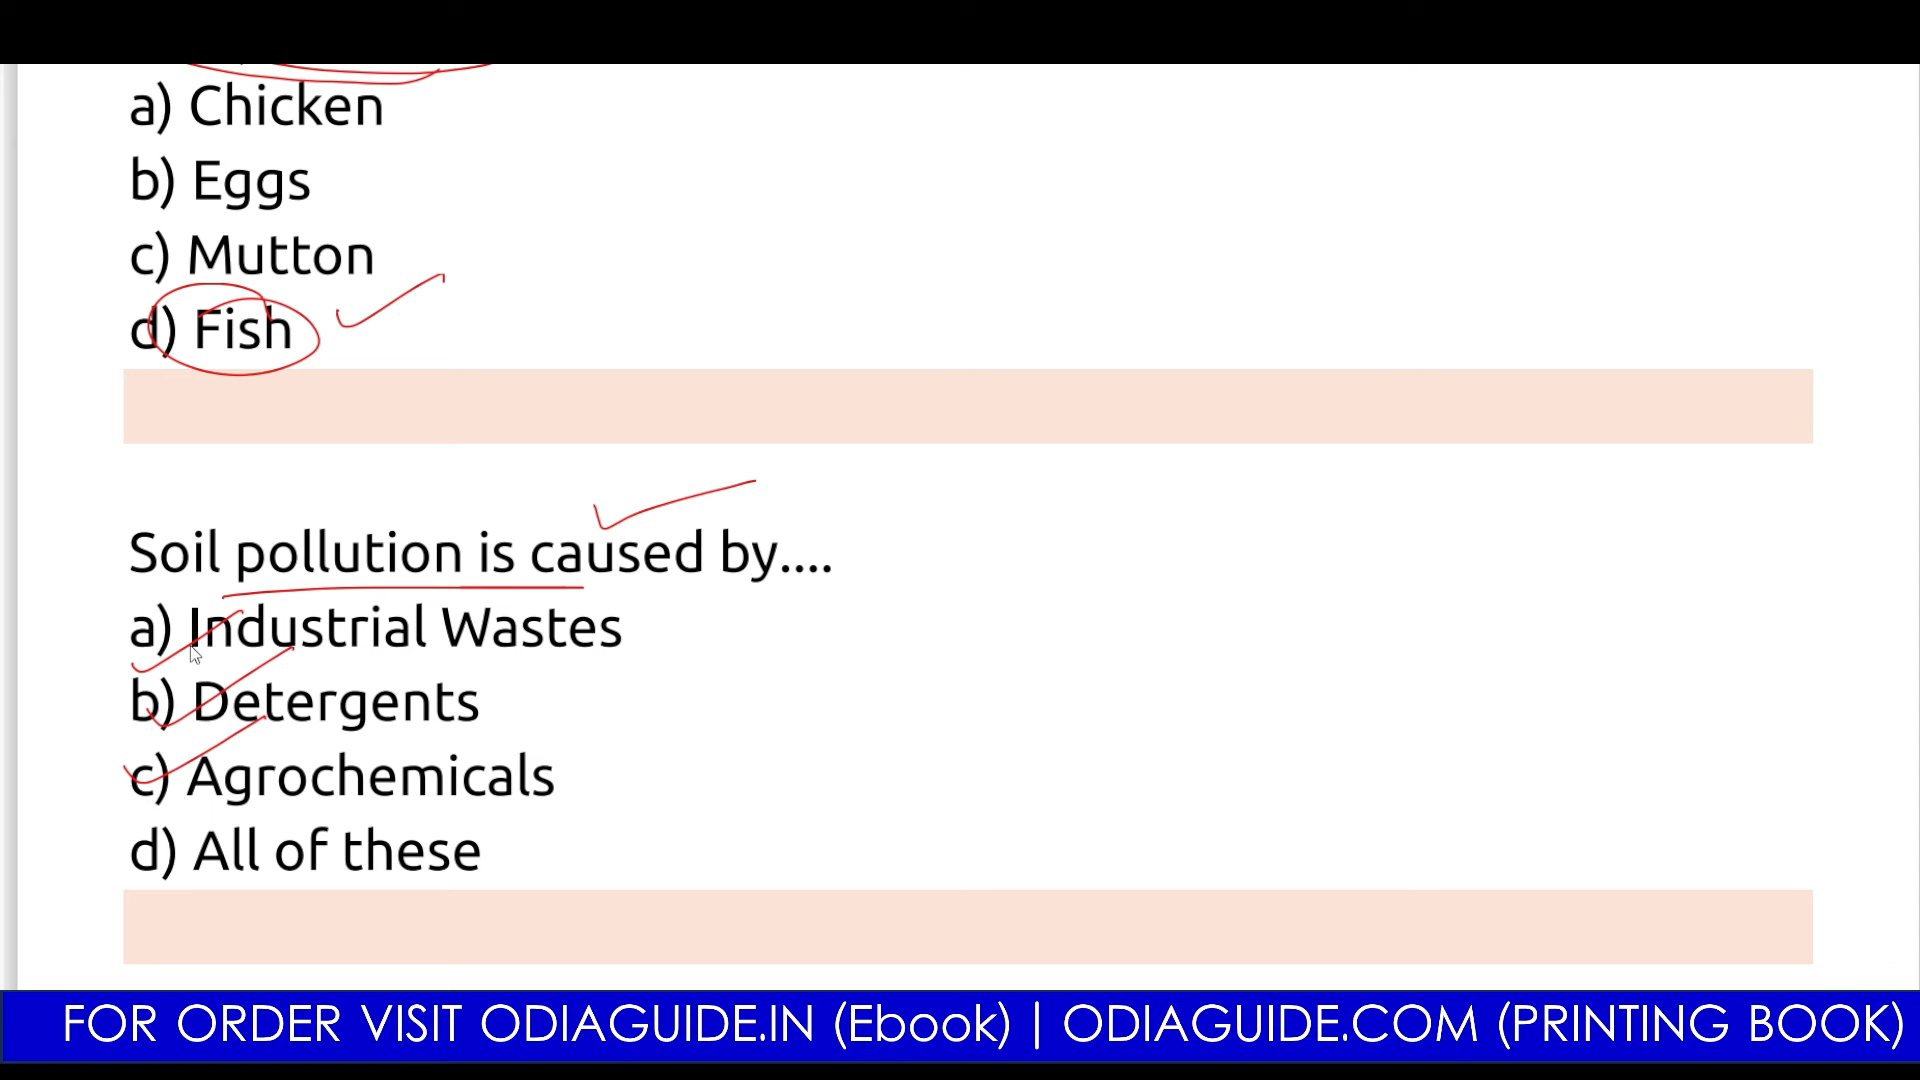 a) Chicken
b) Eggs
c) Mutton
d) Fish
Soil pollution is caused by....
a) Industrial Wastes
b) Detergents
c) Agrochemicals
d) All of these
FOR ORDER VISIT ODIAGUIDE.IN (Ebook) | ODIAGUIDE.COM (PRINTING BOOK)